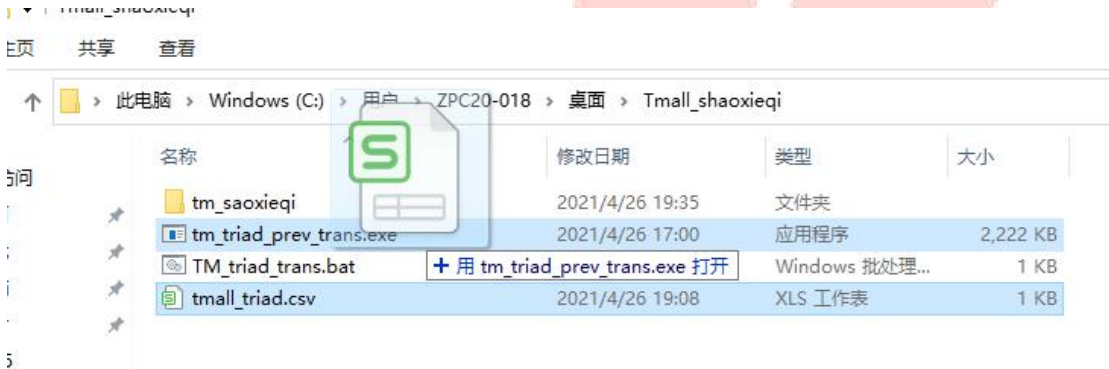 Tmall_shaoxieqi
主页 共享 查看
此电脑 › Windows (C:) › 用户 › ZPC20-018 › 桌面 › Tmall_shaoxieqi
名称 修改日期 类型 大小
访问
tm_saoxieqi 2021/4/26 19:35 文件夹
tm_triad_prev_trans.exe 2021/4/26 17:00 应用程序 2,222 KB
TM_triad_trans.bat + 用 tm_triad_prev_trans.exe 打开 Windows 批处理... 1 KB
tmall_triad.csv 2021/4/26 19:08 XLS 工作表 1 KB